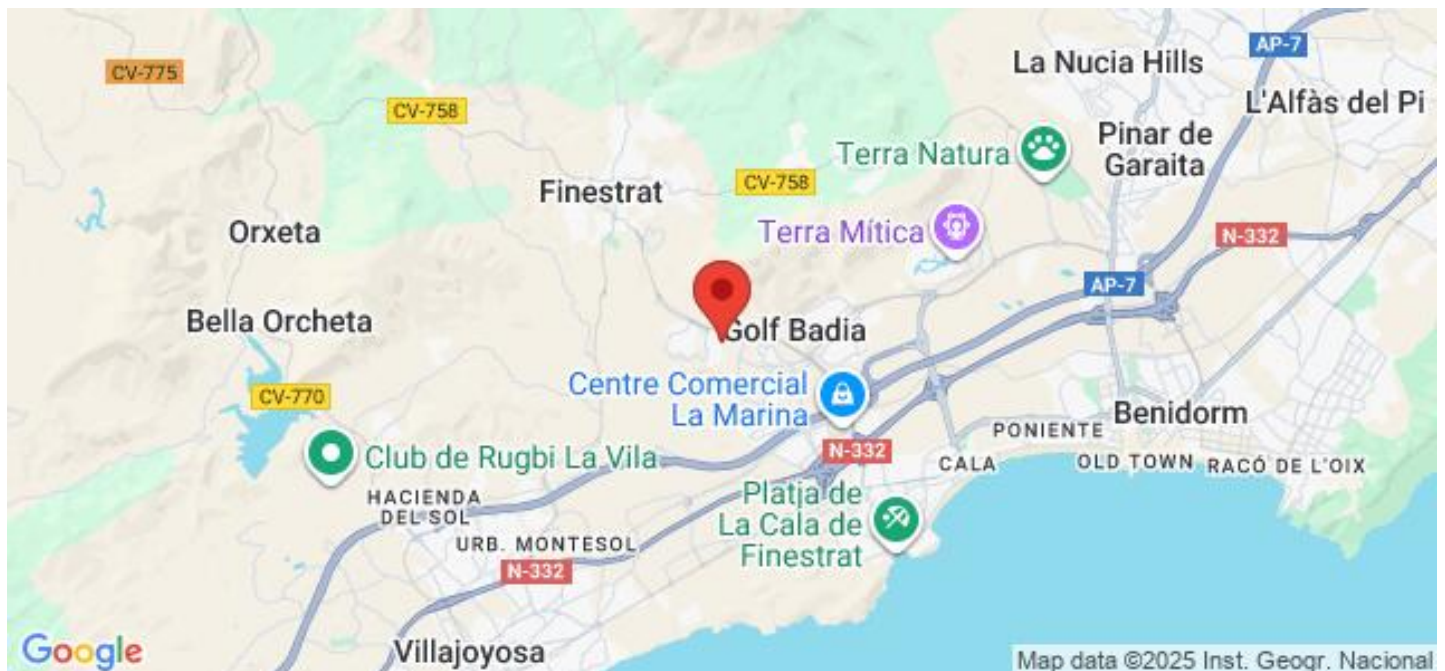 AP-7
La Nucia Hills
CV-775
L'Alfàs del Pi
CV-758
Pinar de
Garaita
Terra Natura
Finestrat
CV-758
Orxeta
Terra Mítica
N-332
AP-7
Bella Orcheta
Golf Badia
Centre Comercial
La Marina
CV-770
Benidorm
PONIENTE
N-332
Club de Rugbi La Vila
CALA
OLD TOWN
RACÓ DE L'OIX
HACIENDA
DEL SOL
Platja de
La Cala de
Finestrat
URB. MONTESOL
N-332
Villajoyosa
Google
Map data ©2025 Inst. Geogr. Nacional